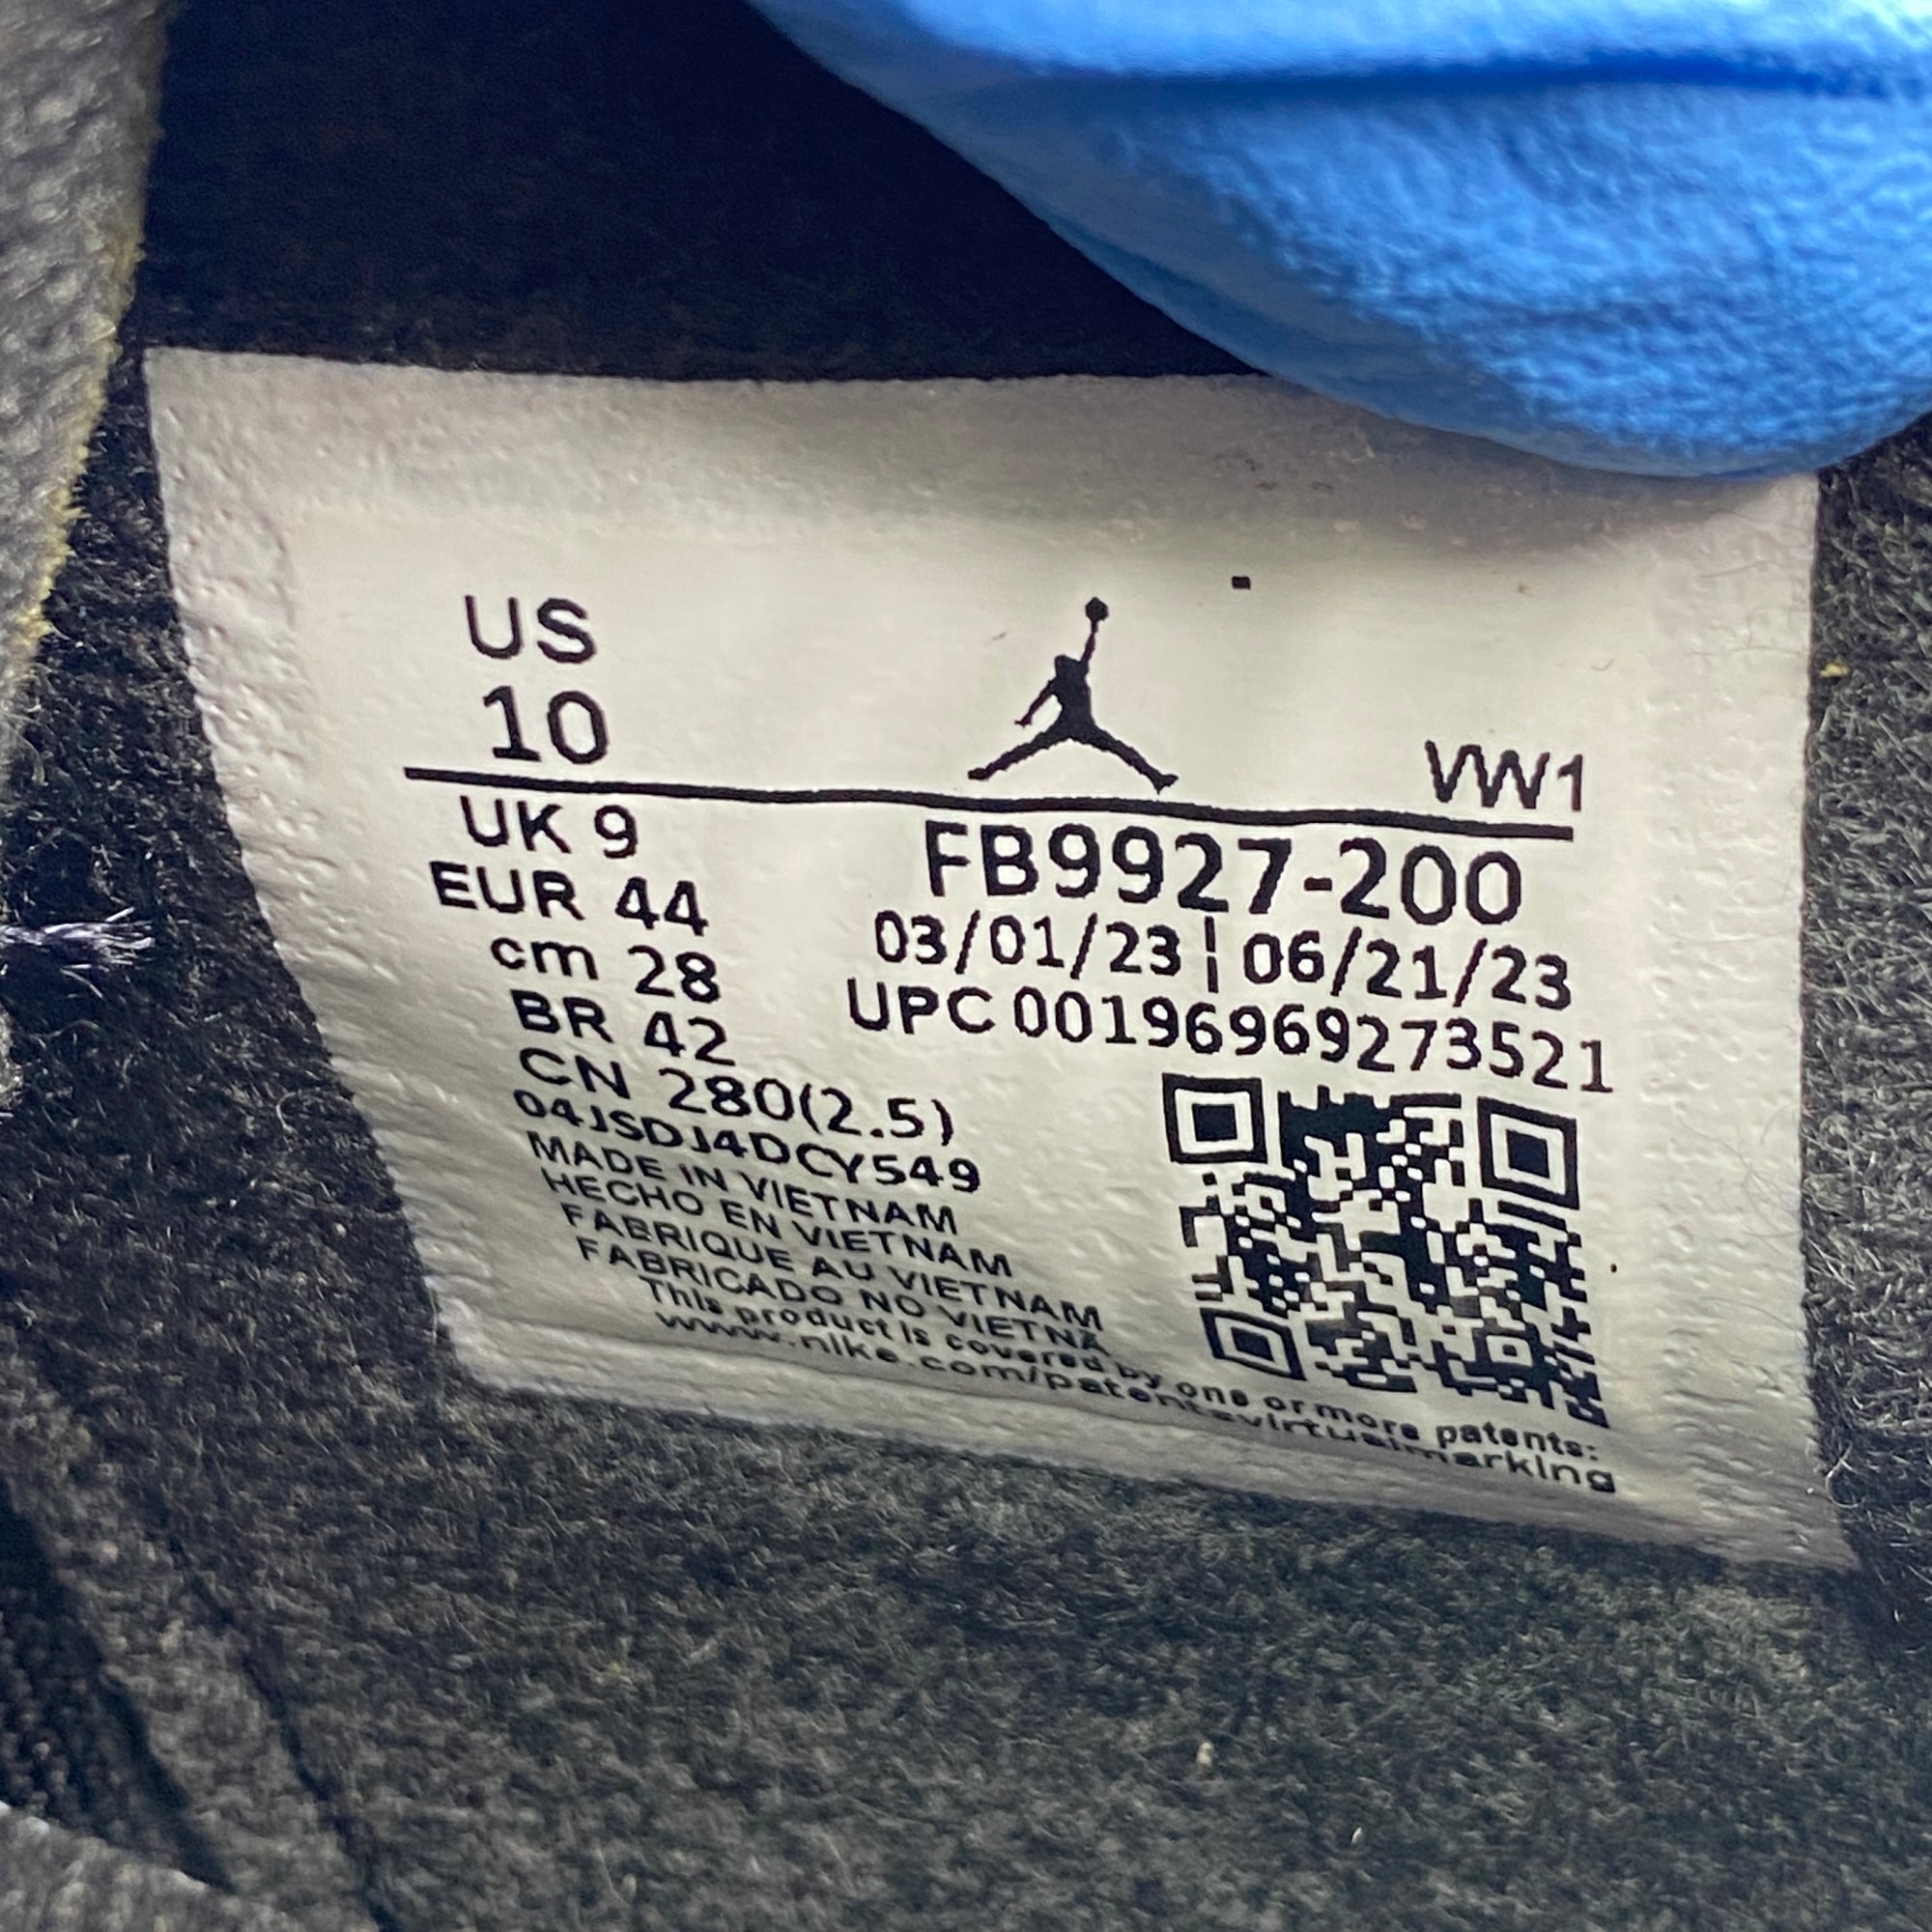 US
10
VW1
UK 9
EUR 44
cm 28
BR 42
CN 280(2.5)
04JSDJ4DCY549
MADE IN VIETNAM
HECHO EN VIETNAM
FABRIQUE AU VIETNAM
FABRICADO NO VIETNÃ
FB9927-200
03/01/23 ¦ 06/21/23
UPC 00196969273521
This product is covered by one or more patents:
www.nike.com/patentsvirtualmarking